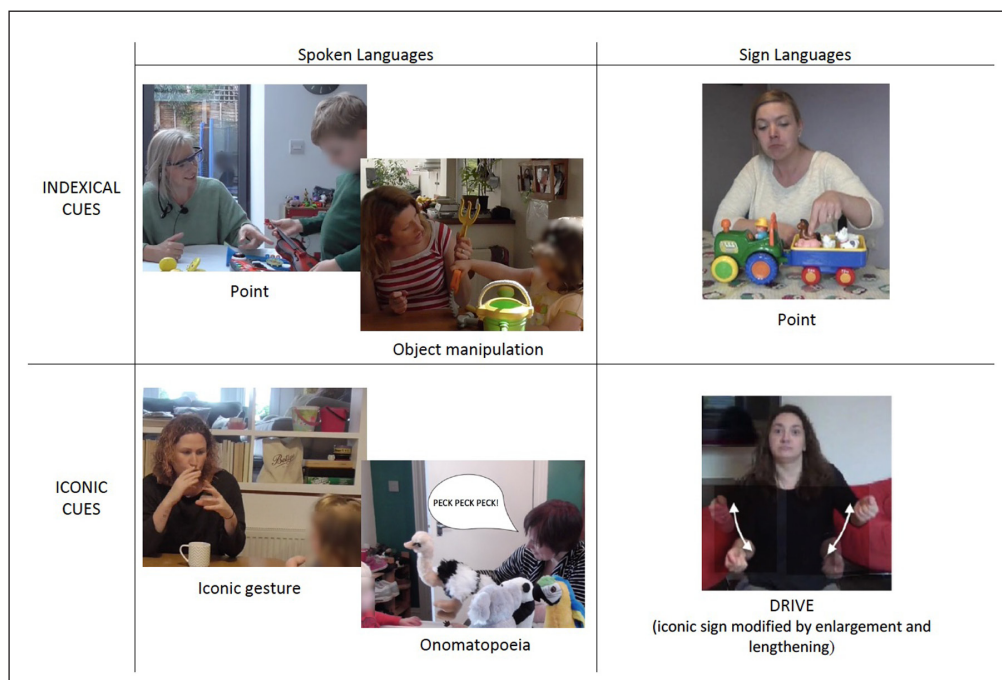 Spoken Languages
Sign Languages
INDEXICAL
CUES
Point
Object manipulation
Point
ICONIC
CUES
PECK PECK PECK!
Iconic gesture
Onomatopoeia
DRIVE
(iconic sign modified by enlargement and
lengthening)